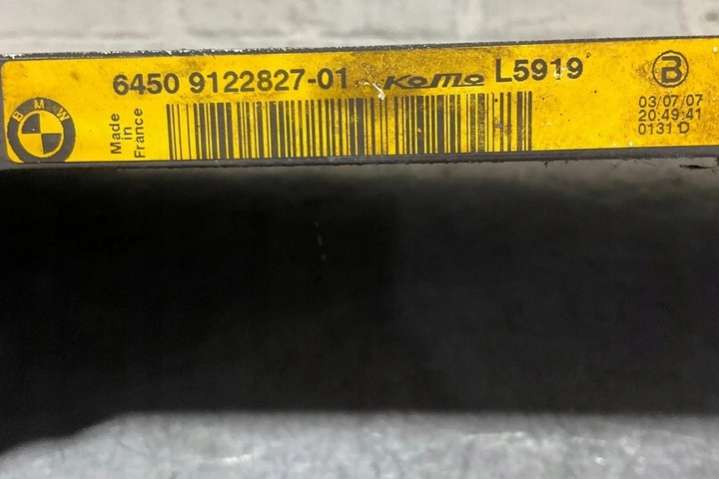 6450 9122827-01 KoMo L5919
B
BMW
Made
in
France
03/07/07
20:49:41
0131 D